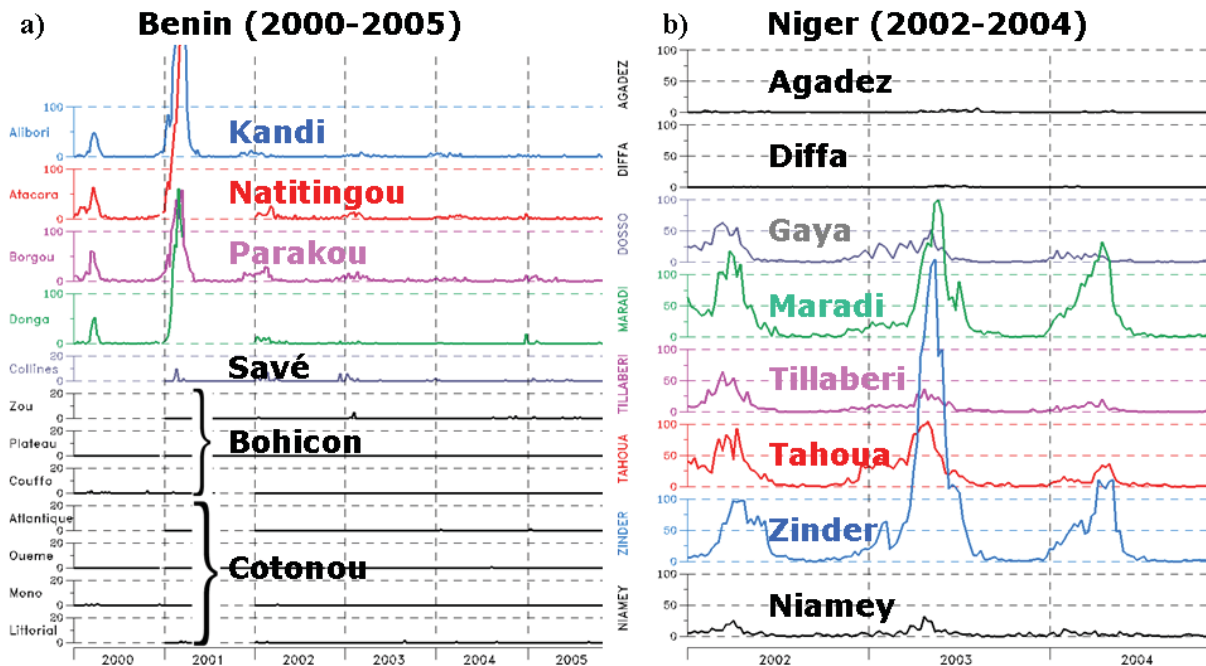 a) Benin (2000-2005)
100
Alibori
0
Kandi
100
Atacora
0
Natitingou
100
Borgou
0
Parakou
100
Donga
0
20
Collines
0
Savé
20
Zou
0
20
Plateau
0
Bohicon
20
Couffo
0
20
Atlantique
0
20
Oueme
0
Cotonou
20
Mono
0
20
Littorial
0
2000 2001 2002 2003 2004 2005
b) Niger (2002-2004)
AGADEZ
100
50
0
Agadez
DIFFA
100
50
0
Diffa
DOSSO
100
50
0
Gaya
MARADI
100
50
0
Maradi
TILLABERI
100
50
0
Tillaberi
TAHOUA
100
50
0
Tahoua
ZINDER
100
50
0
Zinder
NIAMEY
100
50
0
Niamey
2002 2003 2004